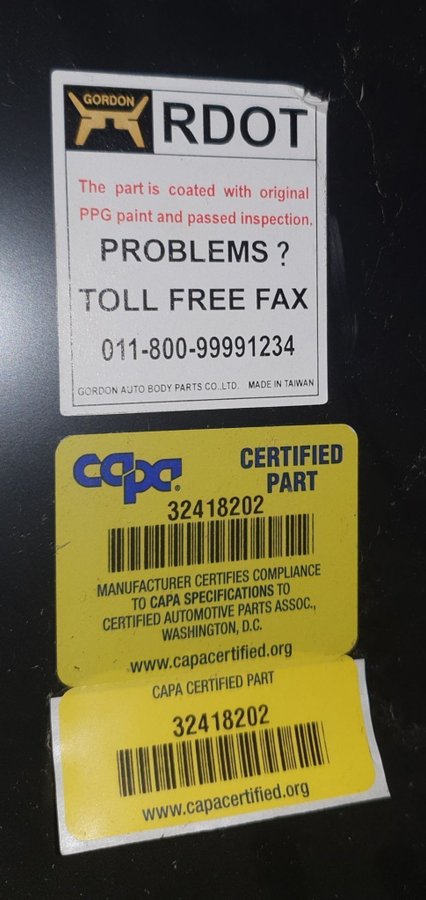 GORDON
RDOT
The part is coated with original
PPG paint and passed inspection.
PROBLEMS ?
TOLL FREE FAX
011-800-99991234
GORDON AUTO BODY PARTS CO.,LTD. MADE IN TAIWAN
capa®
CERTIFIED
PART
32418202
MANUFACTURER CERTIFIES COMPLIANCE
TO CAPA SPECIFICATIONS TO
CERTIFIED AUTOMOTIVE PARTS ASSOC.,
WASHINGTON, D.C.
www.capacertified.org
CAPA CERTIFIED PART
32418202
www.capacertified.org